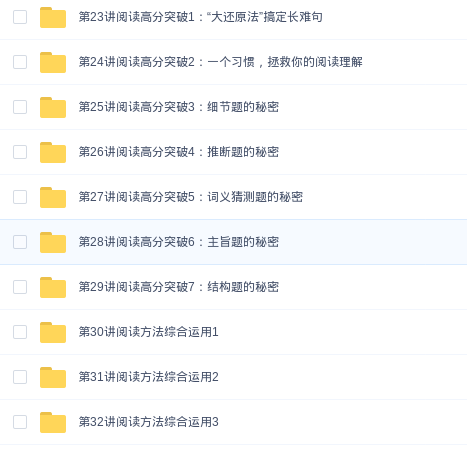 第23讲阅读高分突破1：“大还原法”搞定长难句
第24讲阅读高分突破2：一个习惯，拯救你的阅读理解
第25讲阅读高分突破3：细节题的秘密
第26讲阅读高分突破4：推断题的秘密
第27讲阅读高分突破5：词义猜测题的秘密
第28讲阅读高分突破6：主旨题的秘密
第29讲阅读高分突破7：结构题的秘密
第30讲阅读方法综合运用1
第31讲阅读方法综合运用2
第32讲阅读方法综合运用3